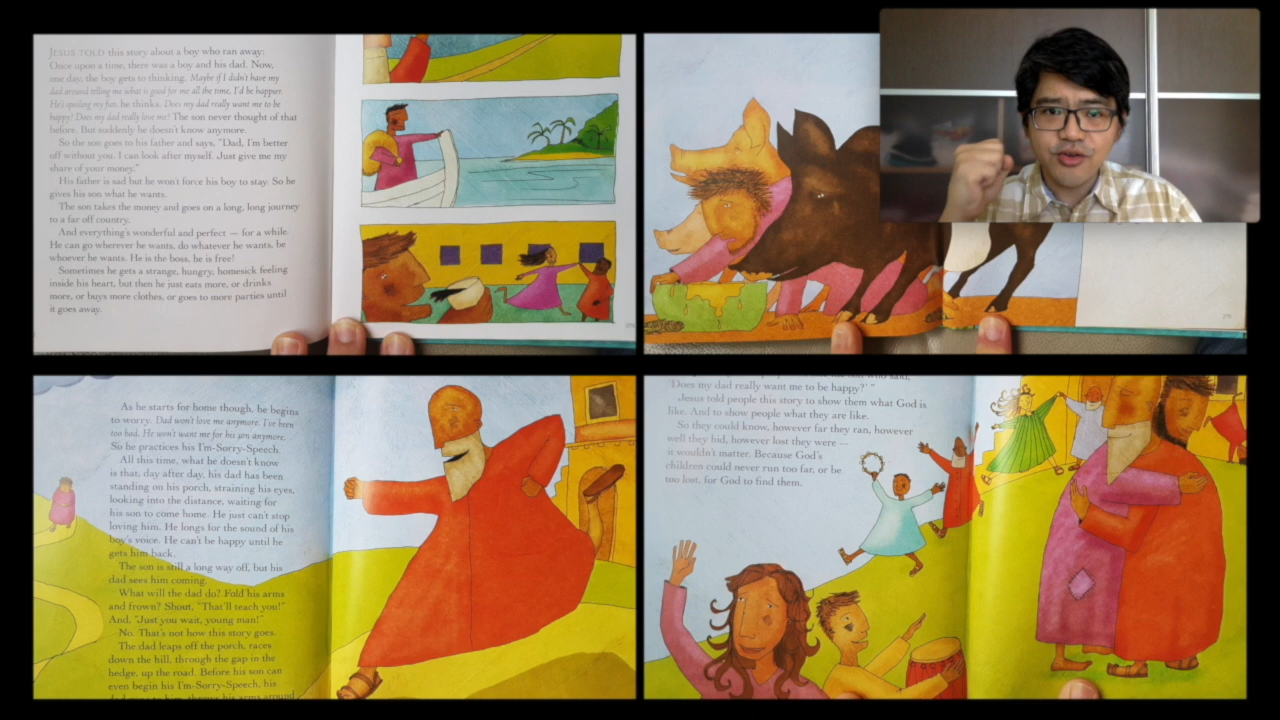 JESUS TOLD this story about a boy who ran away:
Once upon a time, there was a boy and his dad. Now,
one day, the boy gets to thinking. Maybe if I didn't have my
dad around telling me what is good for me all the time, I'd be happier.
He's spoiling my fun, he thinks. Does my dad really want me to be
happy? Does my dad really love me? The son never thought of that
before. But suddenly he doesn't know anymore.
So the son goes to his father and says, "Dad, I'm better
off without you. I can look after myself. Just give me my
share of your money."
His father is sad but he won't force his boy to stay. So he
gives his son what he wants.
The son takes the money and goes on a long, long journey
to a far off country.
And everything's wonderful and perfect — for a while.
He can go wherever he wants, do whatever he wants, be
whoever he wants. He is the boss, he is free!
Sometimes he gets a strange, hungry, homesick feeling
inside his heart, but then he just eats more, or drinks
more, or buys more clothes, or goes to more parties until
it goes away.
As he starts for home though, he begins
to worry. Dad won't love me anymore. I've been
too bad. He won't want me for his son anymore.
So he practices his I'm-Sorry-Speech.
All this time, what he doesn't know
is that, day after day, his dad has been
standing on his porch, straining his eyes,
looking into the distance, waiting for
his son to come home. He just can't stop
loving him. He longs for the sound of his
boy's voice. He can't be happy until he
gets him back.
The son is still a long way off, but his
dad sees him coming.
What will the dad do? Fold his arms
and frown? Shout, "That'll teach you!"
And, "Just you wait, young man!"
No. That's not how this story goes.
The dad leaps off the porch, races
down the hill, through the gap in the
hedge, up the road. Before his son can
even begin his I'm-Sorry-Speech, his
dad runs to him, throws his arms around
'Does my dad really want me to be happy?' "
Jesus told people this story to show them what God is
like. And to show people what they are like.
So they could know, however far they ran, however
well they hid, however lost they were —
it wouldn't matter. Because God's
children could never run too far, or be
too lost, for God to find them.